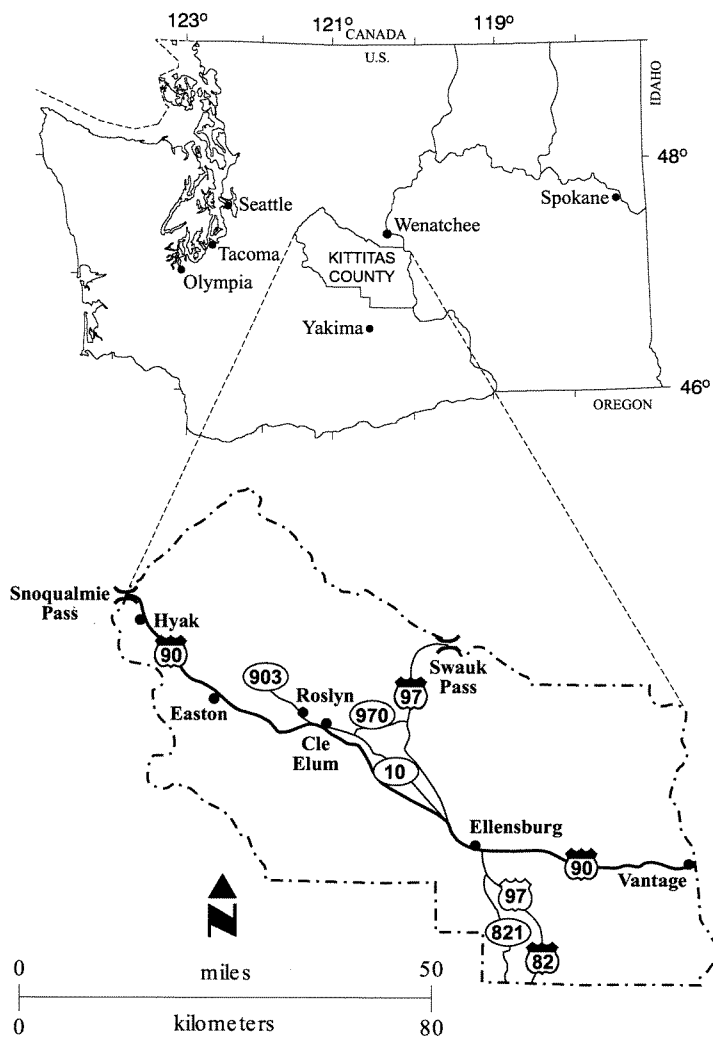 123°
121°
CANADA
119°
U.S.
IDAHO
48°
Spokane
Seattle
Wenatchee
Tacoma
KITTITAS
COUNTY
Olympia
Yakima
46°
OREGON
Snoqualmie
Pass
Hyak
90
903
Swauk
Pass
Roslyn
97
Easton
970
Cle
Elum
10
Ellensburg
90
Vantage
97
821
82
N
0
miles
50
0
kilometers
80